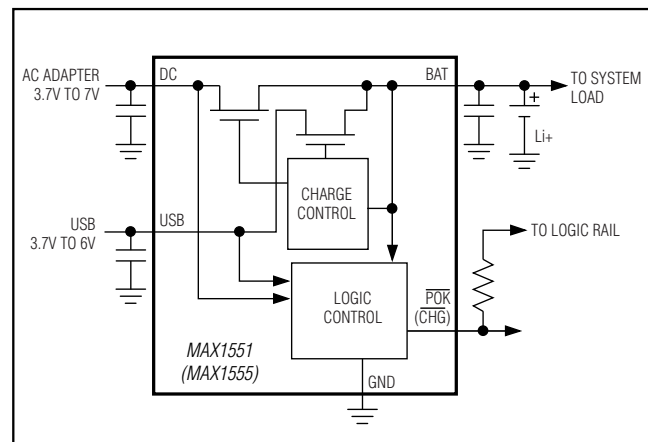 AC ADAPTER
3.7V TO 7V
DC
BAT
TO SYSTEM
LOAD
+
Li+
CHARGE
CONTROL
USB
3.7V TO 6V
USB
TO LOGIC RAIL
LOGIC
CONTROL
POK
(CHG)
MAX1551
(MAX1555)
GND